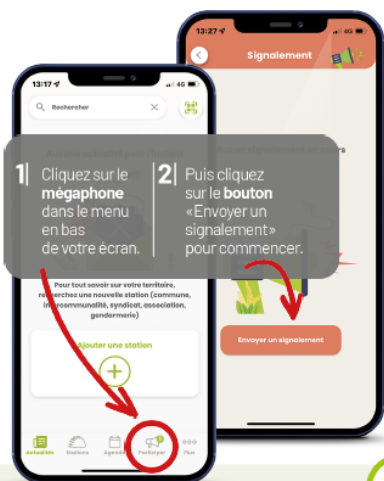 13:27
4G
Signalement
13:17
4G
Rechercher
1| Cliquez sur le
mégaphone
dans le menu
en bas
de votre écran.
2| Puis cliquez
sur le bouton
«Envoyer un
signalement»
pour commencer.
Pour tout savoir sur votre territoire,
recherchez une nouvelle station (commune,
intercommunalité, syndicat, association,
gendarmerie)
Ajouter une station
Envoyer un signalement
Actualités
Stations
Agenda
Participer
Plus